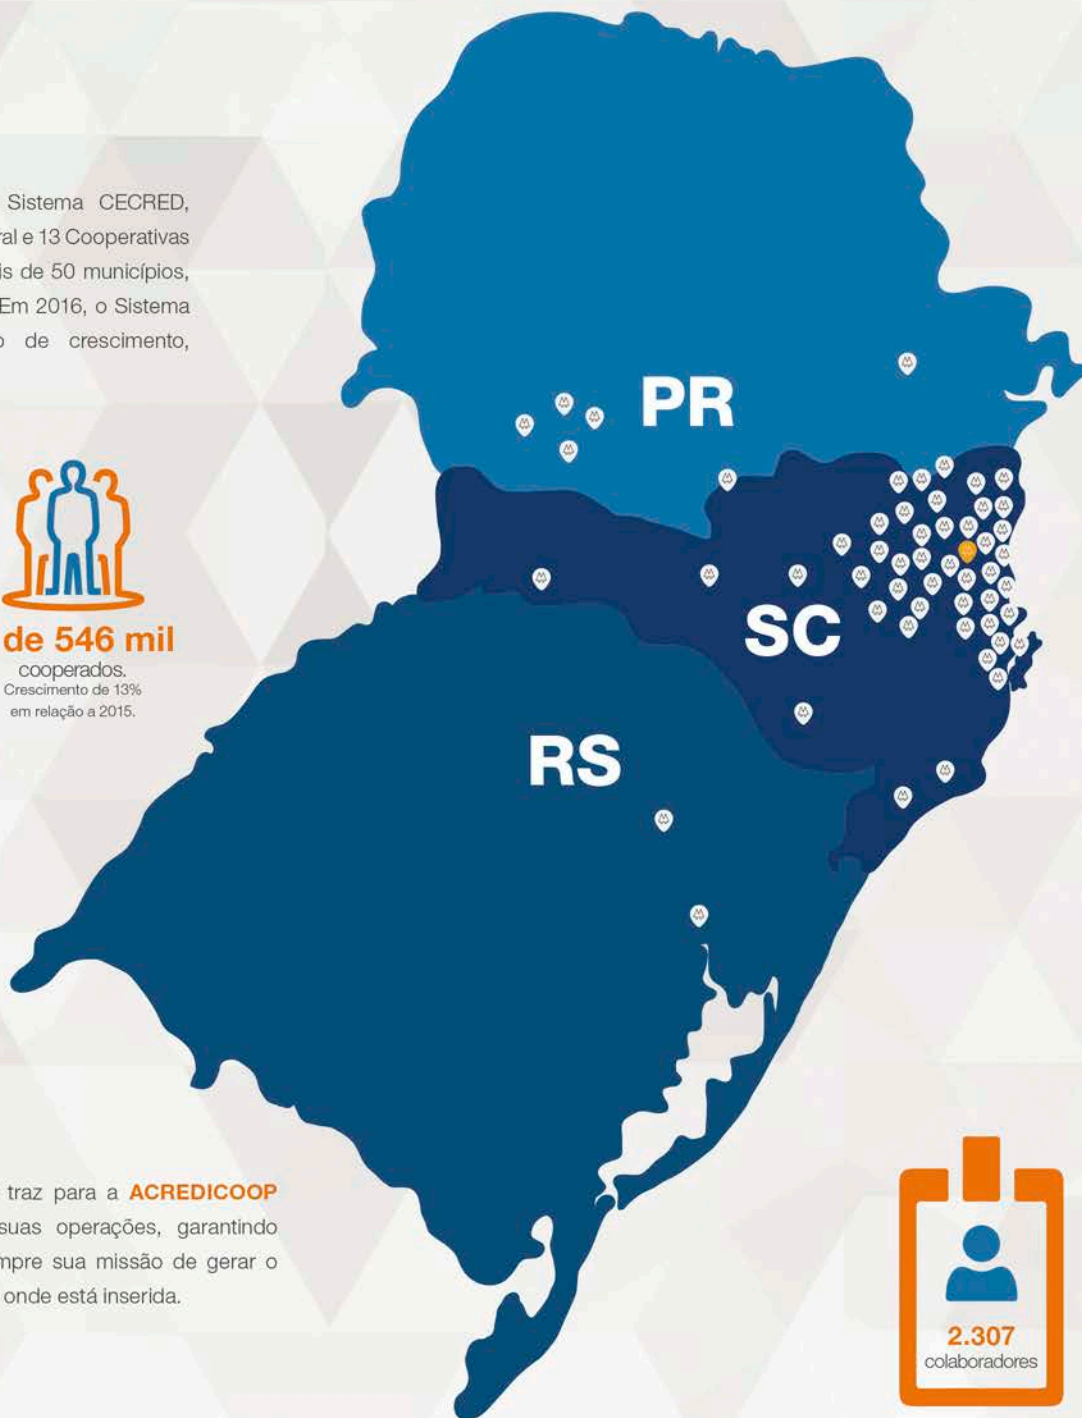 Sistema CECRED,
ral e 13 Cooperativas
is de 50 municípios,
Em 2016, o Sistema
o de crescimento,
PR
SC
RS
de 546 mil
cooperados.
Crescimento de 13%
em relação a 2015.
traz para a ACREDICOOP
suas operações, garantindo
mpre sua missão de gerar o
onde está inserida.
2.307
colaboradores